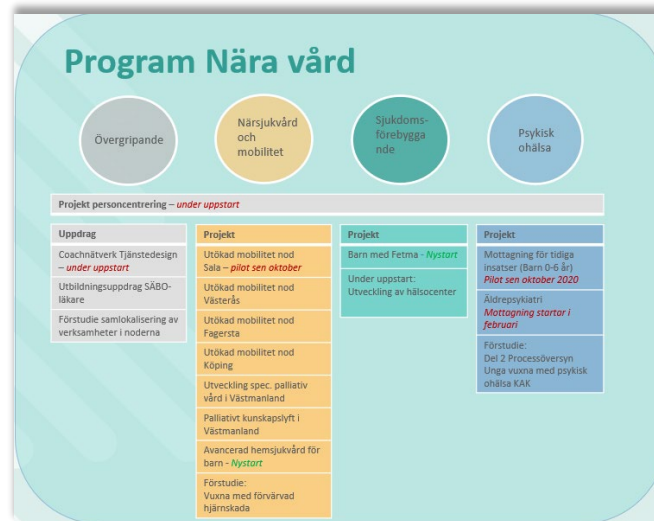 Program Nära vård
Övergripande
Närsjukvård
och
mobilitet
Sjukdoms-
förebygga
nde
Psykisk
ohälsa
Projekt personcentrering – under uppstart
Uppdrag
Coachnätverk Tjänstedesign
– under uppstart
Utbildningsuppdrag SÄBO-
läkare
Förstudie samlokalisering av
verksamheter i noderna
Projekt
Utökad mobilitet nod
Sala – pilot sen oktober
Utökad mobilitet nod
Västerås
Utökad mobilitet nod
Fagersta
Utökad mobilitet nod
Köping
Utveckling spec. palliativ
vård i Västmanland
Palliativt kunskapslyft i
Västmanland
Avancerad hemsjukvård för
barn - Nystart
Förstudie:
Vuxna med förvärvad
hjärnskada
Projekt
Barn med Fetma - Nystart
Under uppstart:
Utveckling av hälsocenter
Projekt
Mottagning för tidiga
insatser (Barn 0-6 år)
Pilot sen oktober 2020
Äldrepsykiatri
Mottagning startar i
februari
Förstudie:
Del 2 Processöversyn
Unga vuxna med psykisk
ohälsa KAK